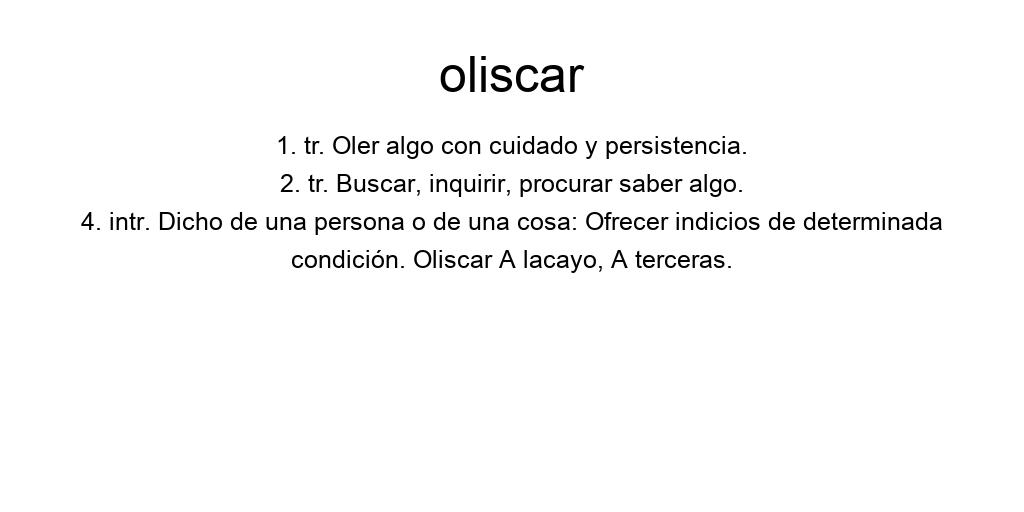 oliscar
1. tr. Oler algo con cuidado y persistencia.
2. tr. Buscar, inquirir, procurar saber algo.
4. intr. Dicho de una persona o de una cosa: Ofrecer indicios de determinada
condición. Oliscar A lacayo, A terceras.